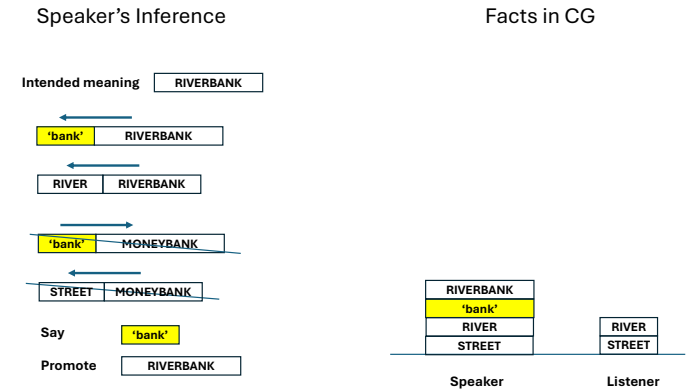 Speaker’s Inference
Intended meaning RIVERBANK
‘bank’ RIVERBANK
RIVER RIVERBANK
‘bank’ MONEYBANK
STREET MONEYBANK
Say ‘bank’
Promote RIVERBANK
Facts in CG
RIVERBANK
‘bank’
RIVER
STREET
Speaker
RIVER
STREET
Listener